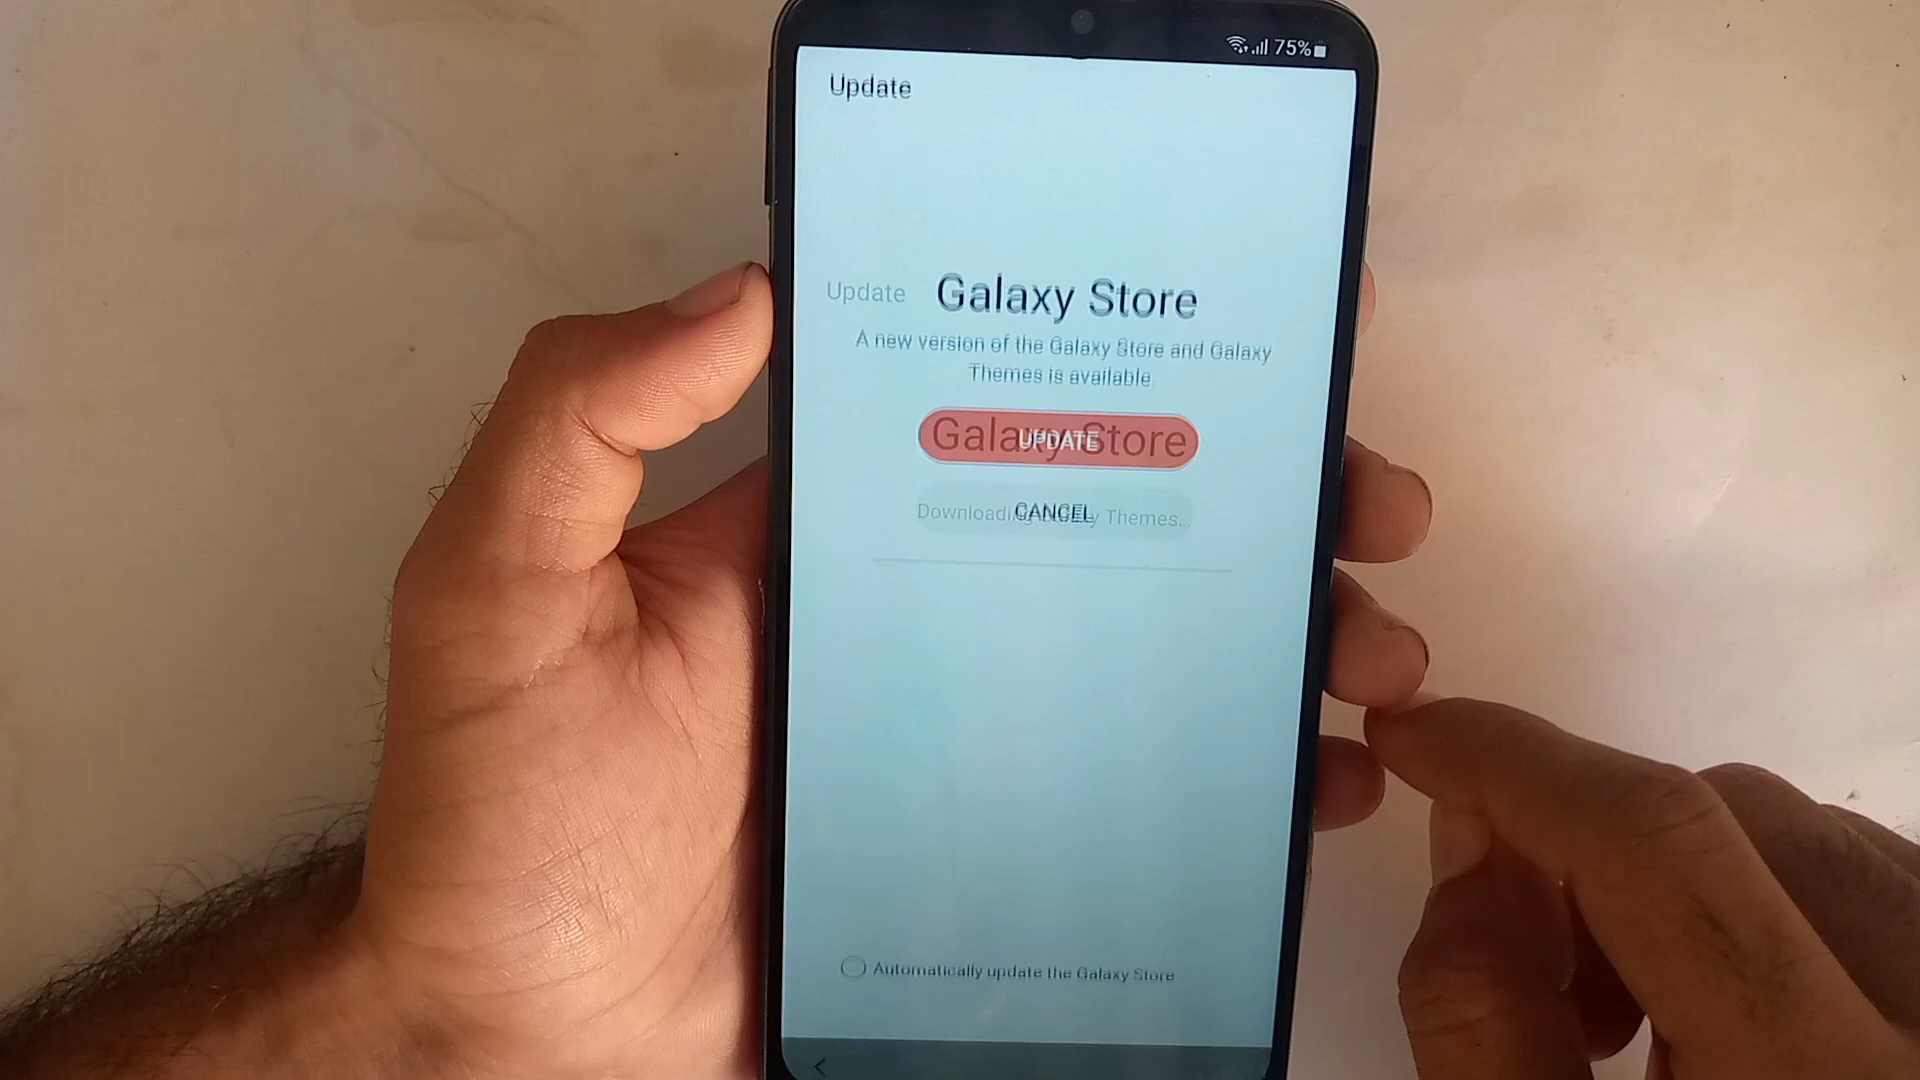 75%
Update
Update
Galaxy Store
A new version of the Galaxy Store and Galaxy
Themes is available.
Galaxy Store
UPDATE
CANCEL
Downloading Themes...
Automatically update the Galaxy Store